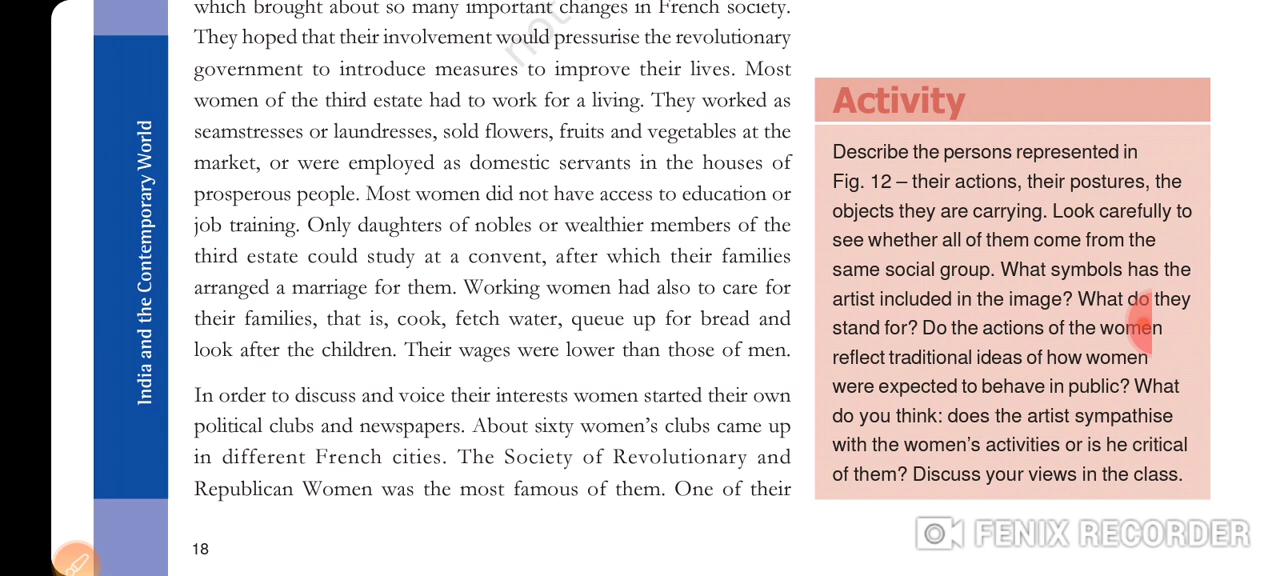 which brought about so many important changes in French society.
They hoped that their involvement would pressurise the revolutionary
government to introduce measures to improve their lives. Most
women of the third estate had to work for a living. They worked as
seamstresses or laundresses, sold flowers, fruits and vegetables at the
market, or were employed as domestic servants in the houses of
prosperous people. Most women did not have access to education or
job training. Only daughters of nobles or wealthier members of the
third estate could study at a convent, after which their families
arranged a marriage for them. Working women had also to care for
their families, that is, cook, fetch water, queue up for bread and
look after the children. Their wages were lower than those of men.
In order to discuss and voice their interests women started their own
political clubs and newspapers. About sixty women's clubs came up
in different French cities. The Society of Revolutionary and
Republican Women was the most famous of them. One of their
18
India and the Contemporary World
not
Activity
Describe the persons represented in
Fig. 12 – their actions, their postures, the
objects they are carrying. Look carefully to
see whether all of them come from the
same social group. What symbols has the
artist included in the image? What do they
stand for? Do the actions of the women
reflect traditional ideas of how women
were expected to behave in public? What
do you think: does the artist sympathise
with the women's activities or is he critical
of them? Discuss your views in the class.
FENIX RECORDER